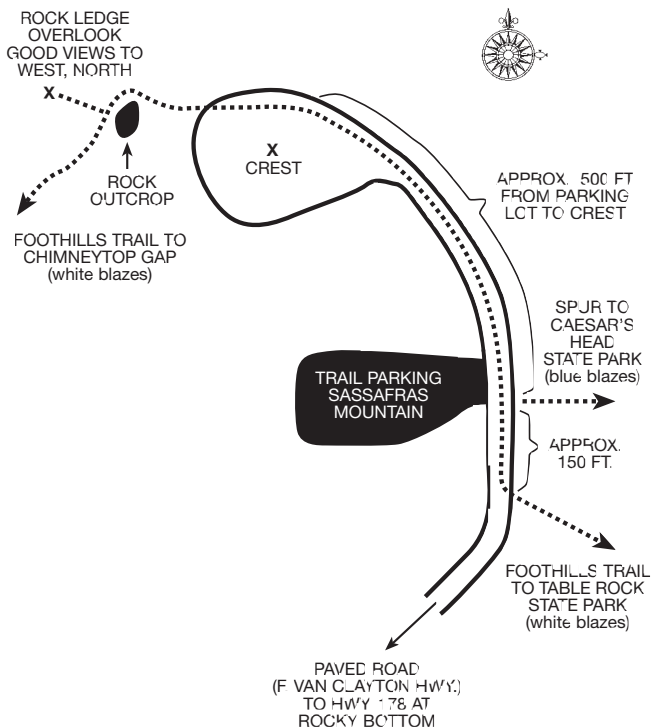 ROCK LEDGE
OVERLOOK
GOOD VIEWS TO
WEST, NORTH
X
ROCK
OUTCROP
FOOTHILLS TRAIL TO
CHIMNEYTOP GAP
(white blazes)
X
CREST
APPROX. 500 FT
FROM PARKING
LOT TO CREST
SPUR TO
CAESAR'S
HEAD
STATE PARK
(blue blazes)
TRAIL PARKING
SASSAFRAS
MOUNTAIN
APPROX.
150 FT.
FOOTHILLS TRAIL
TO TABLE ROCK
STATE PARK
(white blazes)
PAVED ROAD
(F. VAN CLAYTON HWY.)
TO HWY. 178 AT
ROCKY BOTTOM